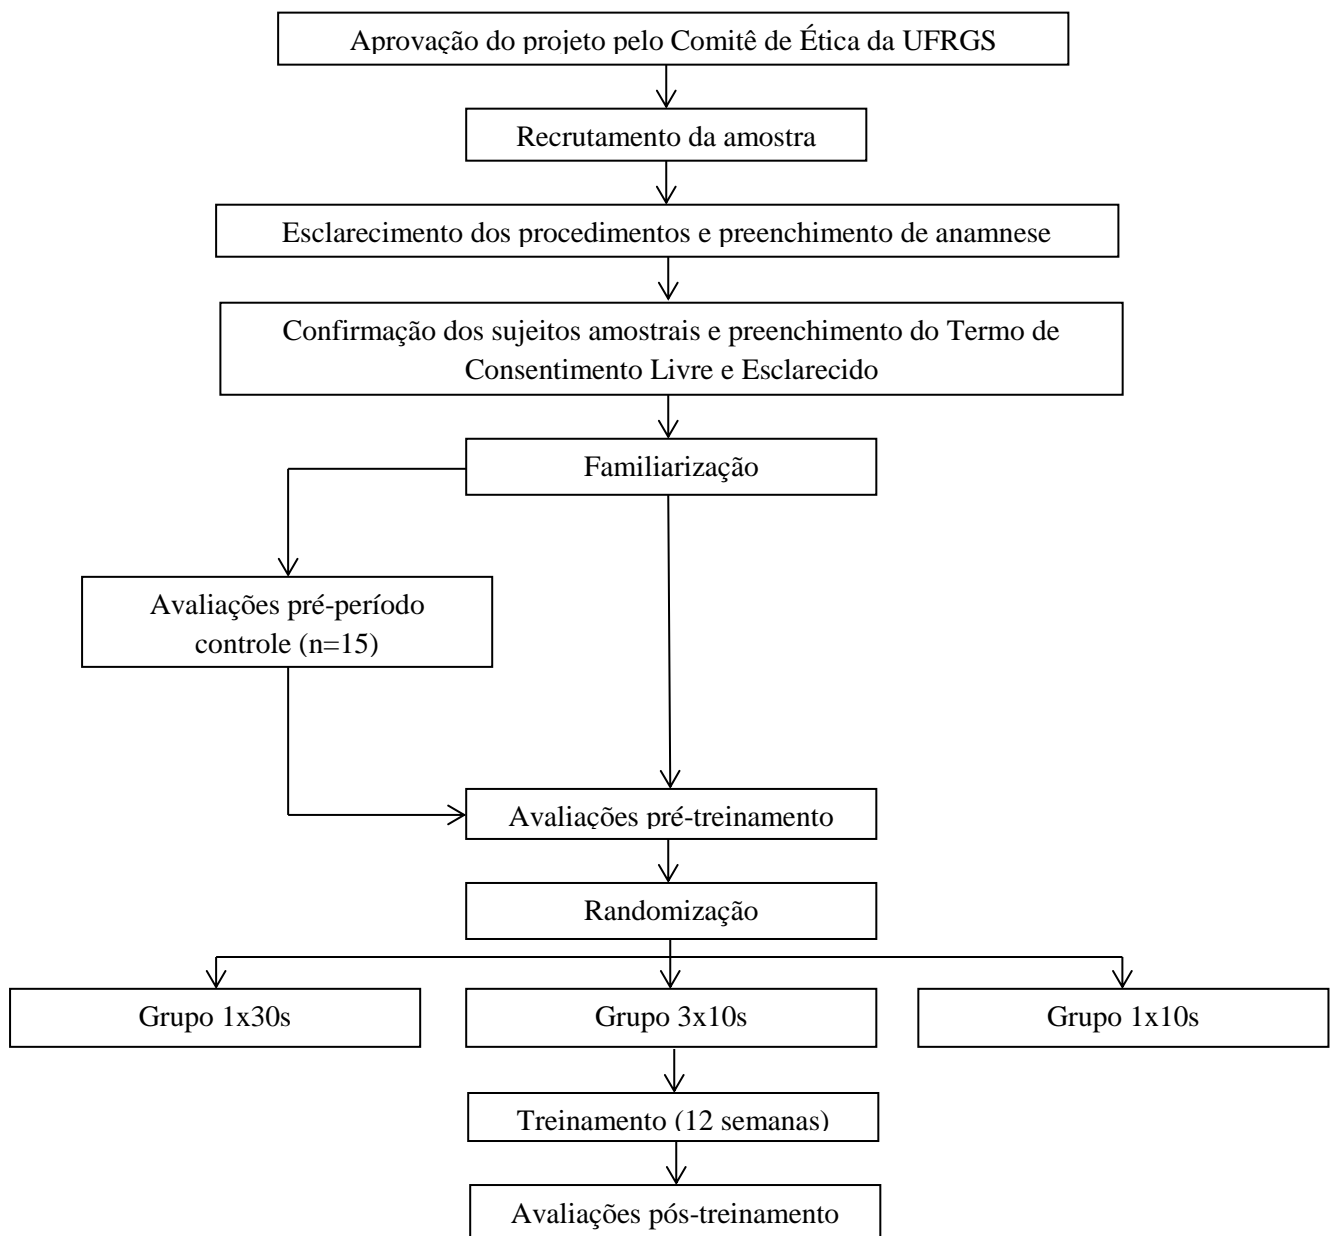 Aprovação do projeto pelo Comitê de Ética da UFRGS
Recrutamento da amostra
Esclarecimento dos procedimentos e preenchimento de anamnese
Confirmação dos sujeitos amostrais e preenchimento do Termo de
Consentimento Livre e Esclarecido
Familiarização
Avaliações pré-período
controle (n=15)
Avaliações pré-treinamento
Randomização
Grupo 1x30s
Grupo 3x10s
Grupo 1x10s
Treinamento (12 semanas)
Avaliações pós-treinamento